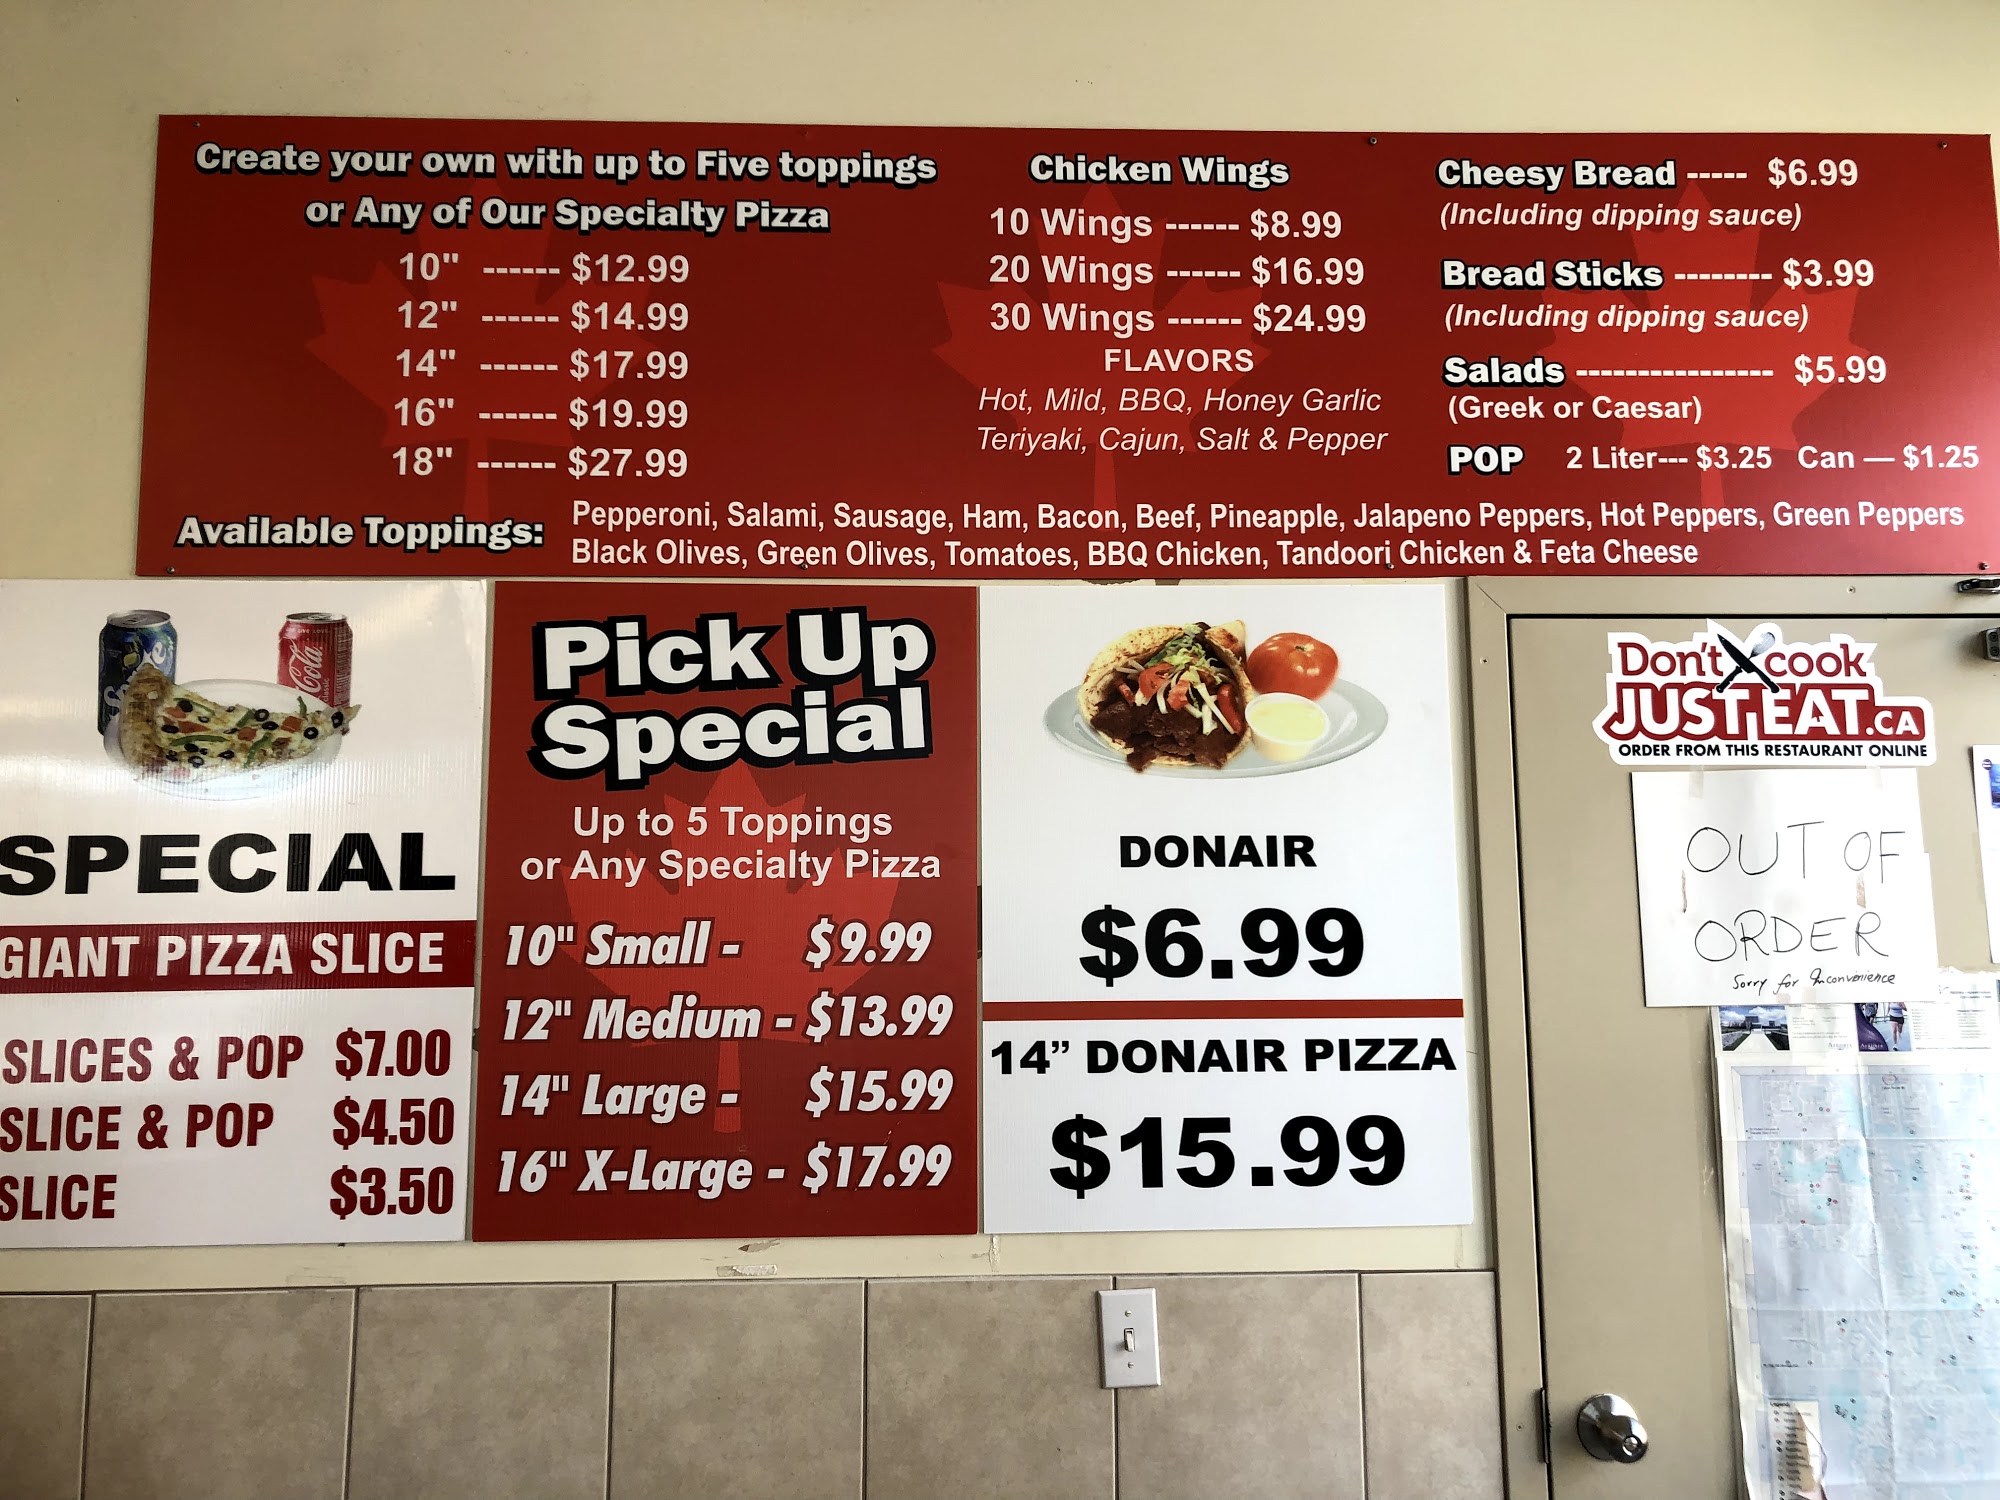 Create your own with up to Five toppings
or Any of Our Specialty Pizza
10" ------ $12.99
12" ------ $14.99
14" ------ $17.99
16" ------ $19.99
18" ------ $27.99
Chicken Wings
10 Wings ------ $8.99
20 Wings ------ $16.99
30 Wings ------ $24.99
FLAVORS
Hot, Mild, BBQ, Honey Garlic
Teriyaki, Cajun, Salt & Pepper
Cheesy Bread ----- $6.99
(Including dipping sauce)
Bread Sticks -------- $3.99
(Including dipping sauce)
Salads ---------------- $5.99
(Greek or Caesar)
POP 2 Liter--- $3.25 Can — $1.25
Available Toppings: Pepperoni, Salami, Sausage, Ham, Bacon, Beef, Pineapple, Jalapeno Peppers, Hot Peppers, Green Peppers
Black Olives, Green Olives, Tomatoes, BBQ Chicken, Tandoori Chicken & Feta Cheese
Cola
classic
SPECIAL
GIANT PIZZA SLICE
SLICES & POP $7.00
SLICE & POP $4.50
SLICE $3.50
Pick Up
Special
Up to 5 Toppings
or Any Specialty Pizza
10" Small - $9.99
12" Medium - $13.99
14" Large - $15.99
16" X-Large - $17.99
DONAIR
$6.99
14” DONAIR PIZZA
$15.99
Don't cook
JUST EAT.CA
ORDER FROM THIS RESTAURANT ONLINE
OUT OF
ORDER
Sorry for Inconvenience